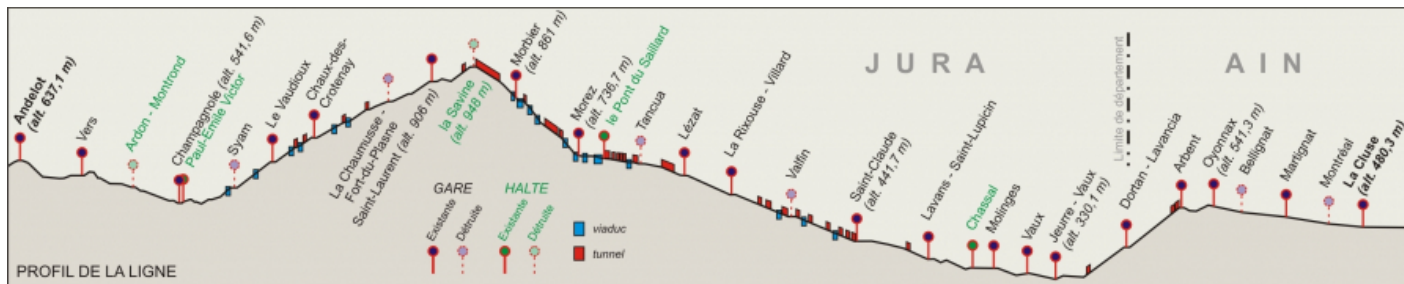 Andelot
(alt. 637,1 m)
Vers
Ardon - Montrond
Champagnole (alt. 541,6 m)
Paul-Emile Victor
Syam
Le Vaudioux
Chaux-des-
Crotenay
La Chaumusse -
Fort-du-Plasne
Saint-Laurent (alt. 906 m)
la Savine
(alt. 948 m)
Morbier
(alt. 861 m)
Morez
(alt. 736,7 m)
le Pont du Saillard
Tancua
Lézat
La Rixouse - Villard
Valfin
Saint-Claude
(alt. 441,7 m)
Lavans - Saint-Lupicin
Chassal
Molinges
Vaux
Jeurre - Vaux
(alt. 330,1 m)
Dortan - Lavancia
Arbent
Oyonnax
(alt. 541,3 m)
Bellignat
Martignat
Montréal
La Cluse
(alt. 480,3 m)
JURA
Limite de département
AIN
GARE
HALTE
Existante
Détruite
Existante
Détruite
viaduc
tunnel
PROFIL DE LA LIGNE